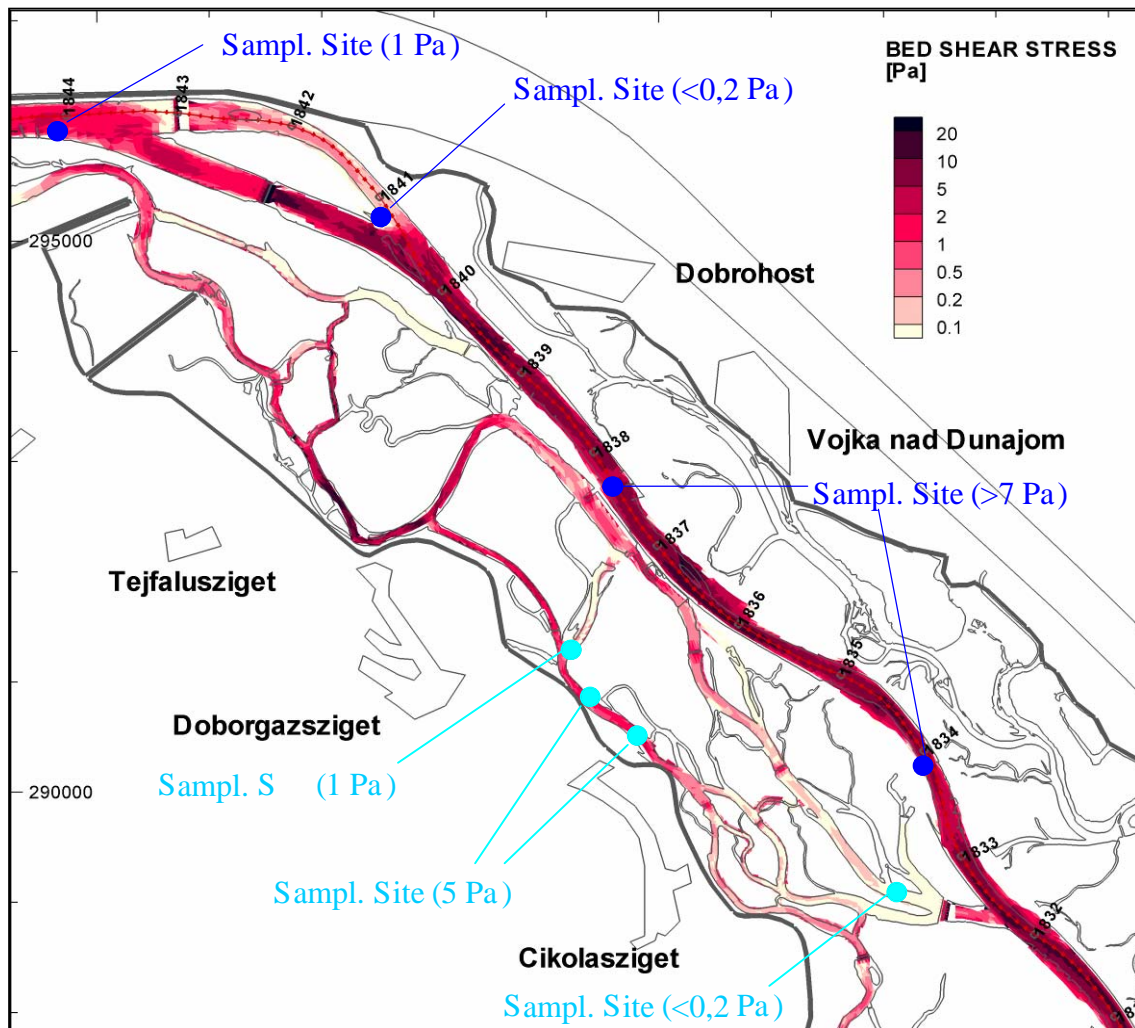 Sampl. Site (1 Pa)
Sampl. Site (<0,2 Pa)
BED SHEAR STRESS
[Pa]
20
10
5
2
1
0.5
0.2
0.1
1844
1843
1842
1841
295000
1840
Dobrohost
1839
Vojka nad Dunajom
1838
Sampl. Site (>7 Pa)
1837
Tejfalusziget
1836
1835
Doborgazsziget
1834
Sampl. S (1 Pa)
290000
1833
Sampl. Site (5 Pa)
1832
Cikolasziget
Sampl. Site (<0,2 Pa)